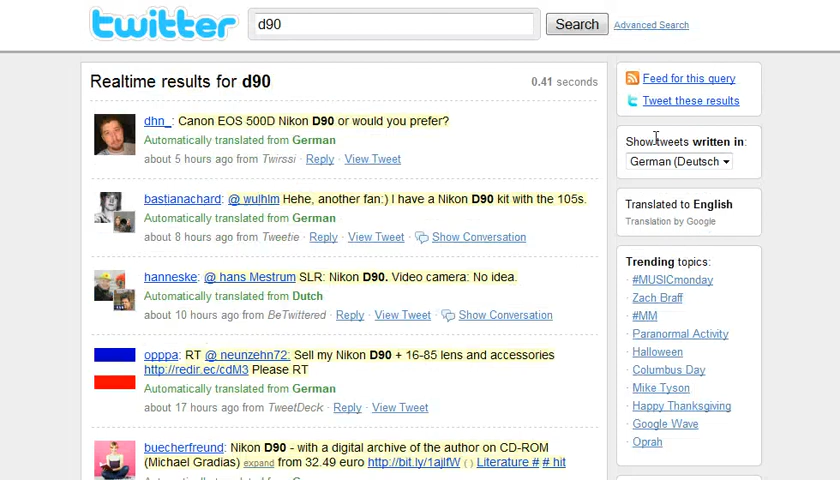 twitter
d90
Search
Advanced Search
Realtime results for d90
0.41 seconds
dhn_: Canon EOS 500D Nikon D90 or would you prefer?
Automatically translated from German
about 5 hours ago from Twirssi · Reply · View Tweet
bastianachard: @ wulhlm Hehe, another fan:) I have a Nikon D90 kit with the 105s.
Automatically translated from German
about 8 hours ago from Tweetie · Reply · View Tweet · Show Conversation
hanneske: @ hans Mestrum SLR: Nikon D90. Video camera: No idea.
Automatically translated from Dutch
about 10 hours ago from BeTwittered · Reply · View Tweet · Show Conversation
opppa: RT @ neunzehn72: Sell my Nikon D90 + 16-85 lens and accessories
http://redir.ec/cdM3 Please RT
Automatically translated from German
about 17 hours ago from TweetDeck · Reply · View Tweet
buecherfreund: Nikon D90 - with a digital archive of the author on CD-ROM
(Michael Gradias) expand from 32.49 euro http://bit.ly/1ajlfW () Literature # # hit
Feed for this query
Tweet these results
Show tweets written in:
German (Deutsch
Translated to English
Translation by Google
Trending topics:
· #MUSICmonday
· Zach Braff
· #MM
· Paranormal Activity
· Halloween
· Columbus Day
· Mike Tyson
· Happy Thanksgiving
· Google Wave
· Oprah